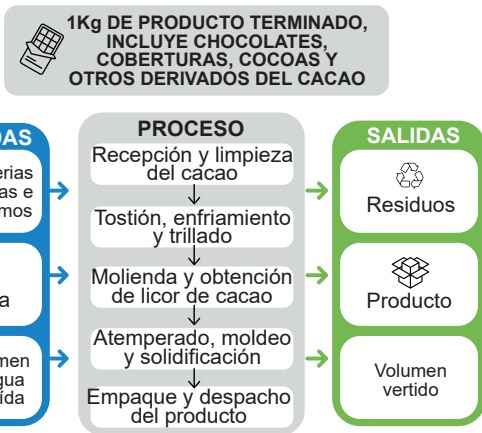 1Kg DE PRODUCTO TERMINADO,
INCLUYE CHOCOLATES,
COBERTURAS, COCOAS Y
OTROS DERIVADOS DEL CACAO
PROCESO
Recepción y limpieza
del cacao
Tostión, enfriamiento
y trillado
Molienda y obtención
de licor de cacao
Atemperado, moldeo
y solidificación
Empaque y despacho
del producto
SALIDAS
Residuos
Producto
Volumen
vertido